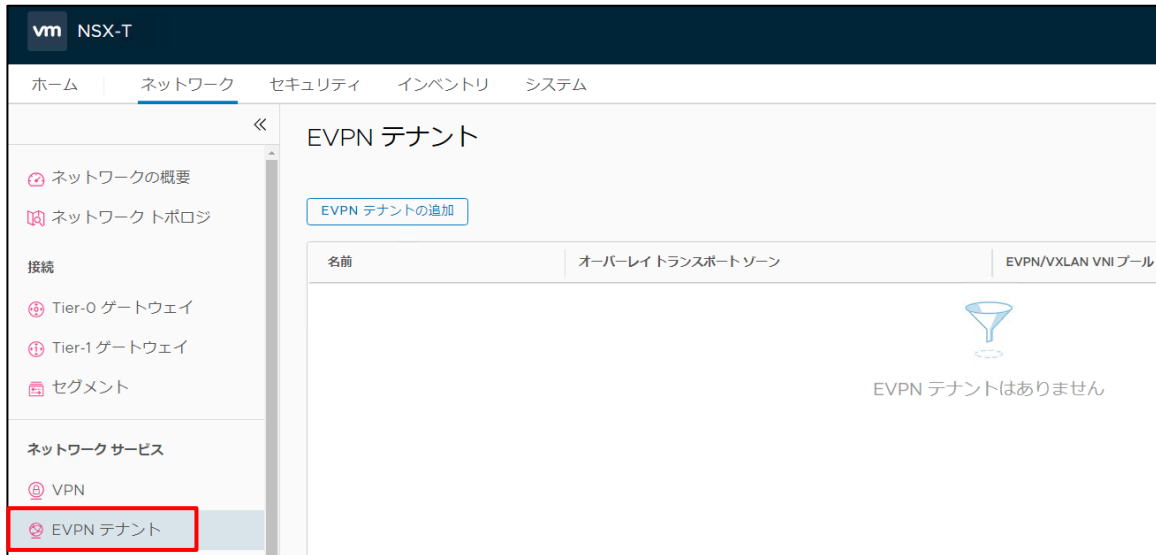 vm NSX-T
ホーム ネットワーク セキュリティ インベントリ システム
ネットワークの概要
ネットワーク トポロジ
接続
Tier-0 ゲートウェイ
Tier-1 ゲートウェイ
セグメント
ネットワーク サービス
VPN
EVPN テナント
EVPN テナント
EVPN テナントの追加
名前 オーバーレイ トランスポート ゾーン EVPN/VXLAN VNI プール
EVPN テナントはありません